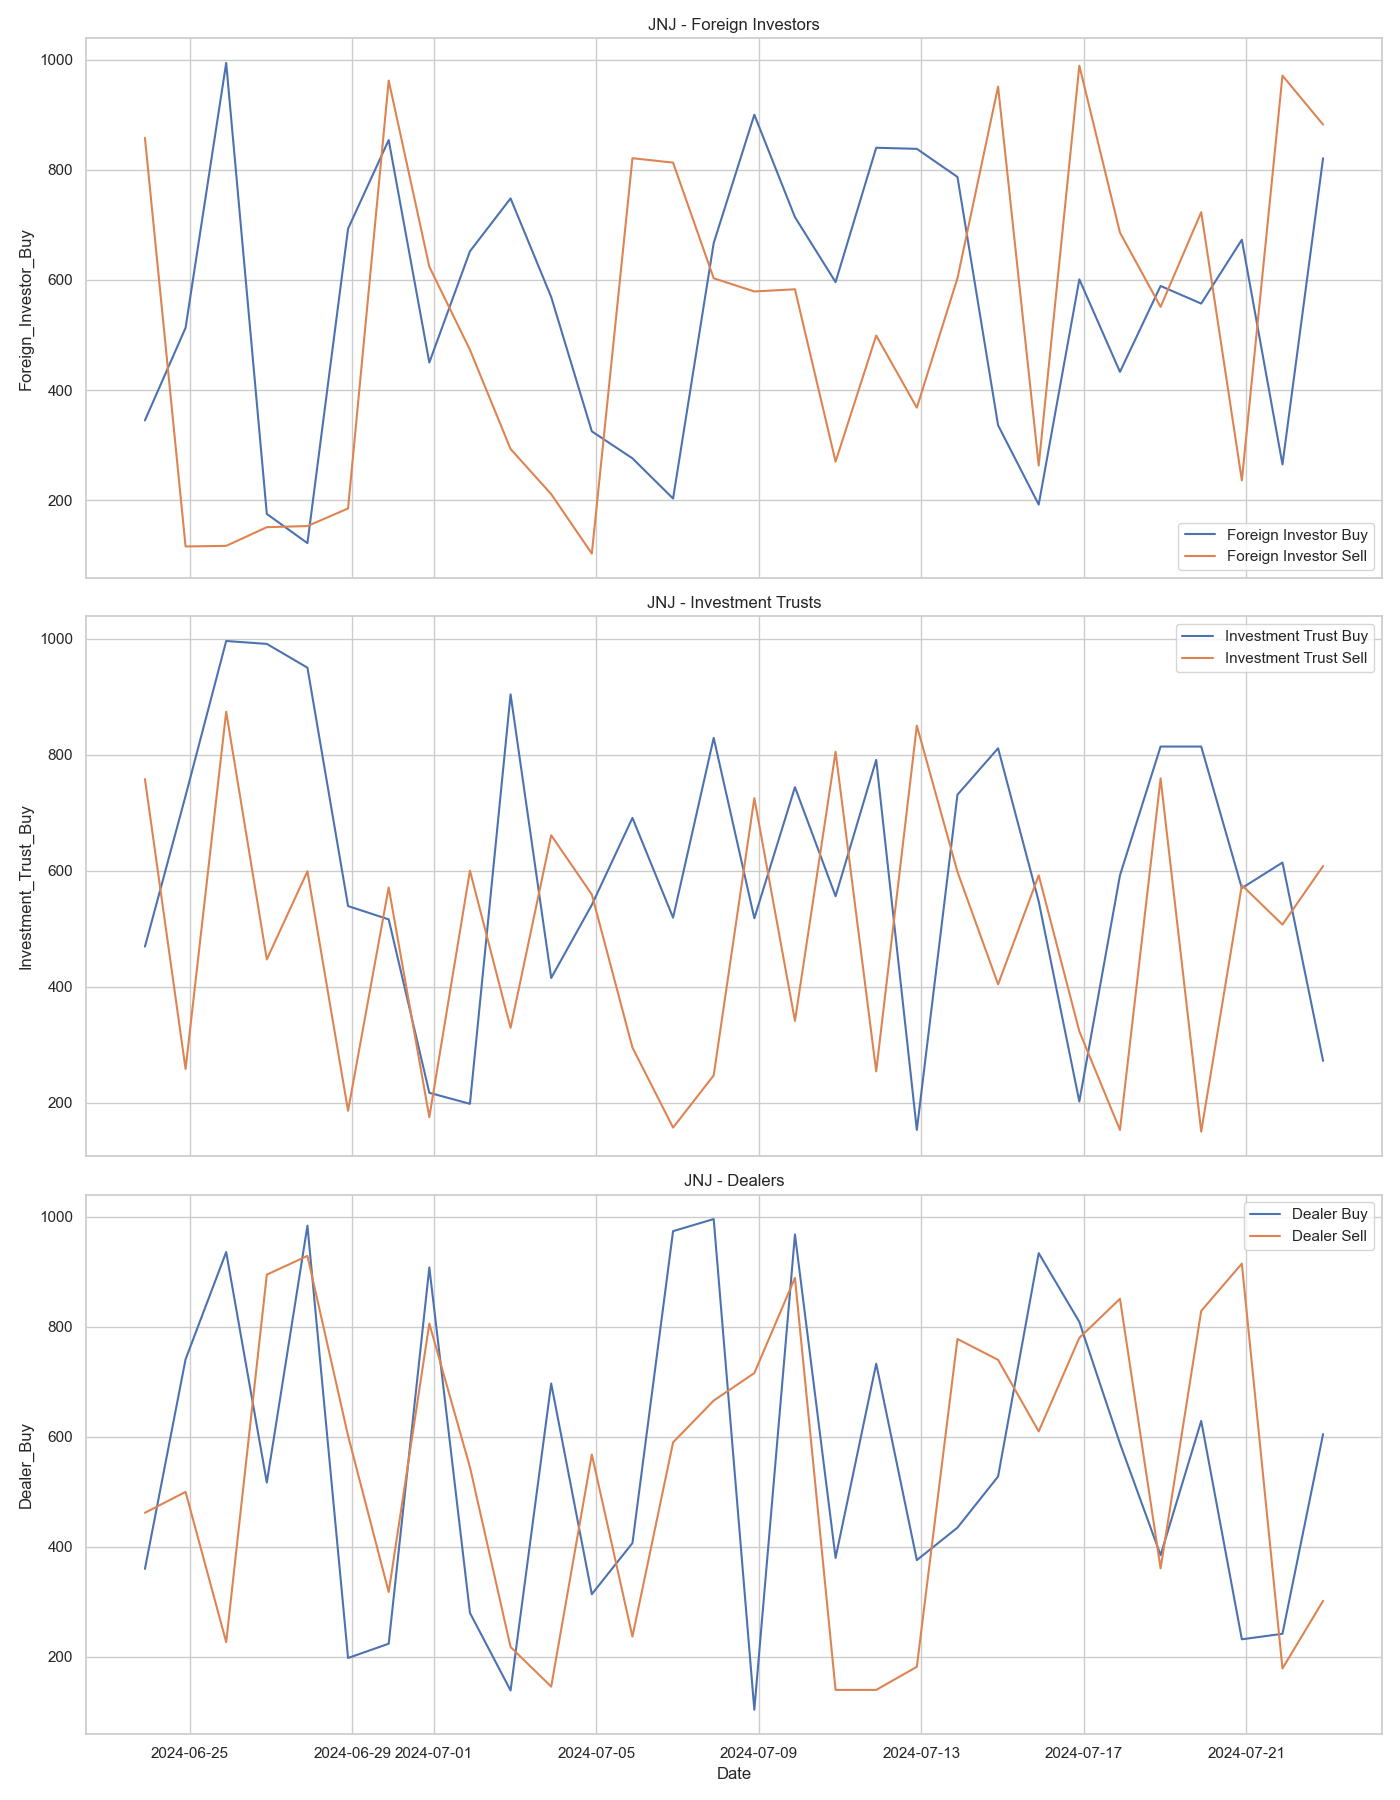 JNJ - Foreign Investors
1000
800
600
400
200
Foreign_Investor_Buy
Foreign Investor Buy
Foreign Investor Sell
JNJ - Investment Trusts
1000
800
600
400
200
Investment_Trust_Buy
Investment Trust Buy
Investment Trust Sell
JNJ - Dealers
1000
800
600
400
200
Dealer_Buy
Dealer Buy
Dealer Sell
2024-06-25 2024-06-29 2024-07-01 2024-07-05 2024-07-09 2024-07-13 2024-07-17 2024-07-21
Date